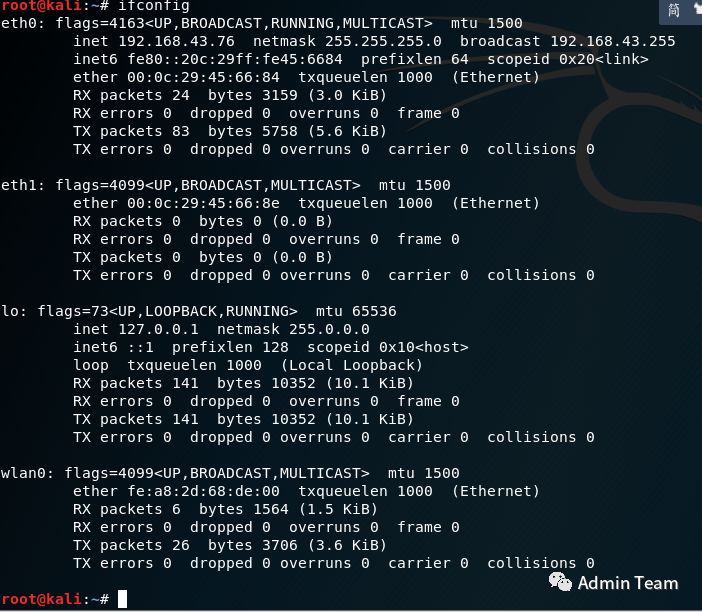 root@kali:~# ifconfig
简
eth0: flags=4163<UP,BROADCAST,RUNNING,MULTICAST>  mtu 1500
        inet 192.168.43.76  netmask 255.255.255.0  broadcast 192.168.43.255
        inet6 fe80::20c:29ff:fe45:6684  prefixlen 64  scopeid 0x20<link>
        ether 00:0c:29:45:66:84  txqueuelen 1000  (Ethernet)
        RX packets 24  bytes 3159 (3.0 KiB)
        RX errors 0  dropped 0  overruns 0  frame 0
        TX packets 83  bytes 5758 (5.6 KiB)
        TX errors 0  dropped 0 overruns 0  carrier 0  collisions 0
eth1: flags=4099<UP,BROADCAST,MULTICAST>  mtu 1500
        ether 00:0c:29:45:66:8e  txqueuelen 1000  (Ethernet)
        RX packets 0  bytes 0 (0.0 B)
        RX errors 0  dropped 0  overruns 0  frame 0
        TX packets 0  bytes 0 (0.0 B)
        TX errors 0  dropped 0 overruns 0  carrier 0  collisions 0
lo: flags=73<UP,LOOPBACK,RUNNING>  mtu 65536
        inet 127.0.0.1  netmask 255.0.0.0
        inet6 ::1  prefixlen 128  scopeid 0x10<host>
        loop  txqueuelen 1000  (Local Loopback)
        RX packets 141  bytes 10352 (10.1 KiB)
        RX errors 0  dropped 0  overruns 0  frame 0
        TX packets 141  bytes 10352 (10.1 KiB)
        TX errors 0  dropped 0 overruns 0  carrier 0  collisions 0
wlan0: flags=4099<UP,BROADCAST,MULTICAST>  mtu 1500
        ether fe:a8:2d:68:de:00  txqueuelen 1000  (Ethernet)
        RX packets 6  bytes 1564 (1.5 KiB)
        RX errors 0  dropped 0  overruns 0  frame 0
        TX packets 26  bytes 3706 (3.6 KiB)
        TX errors 0  dropped 0 overruns 0  carrier 0  collisions 0
Admin Team
root@kali:~#